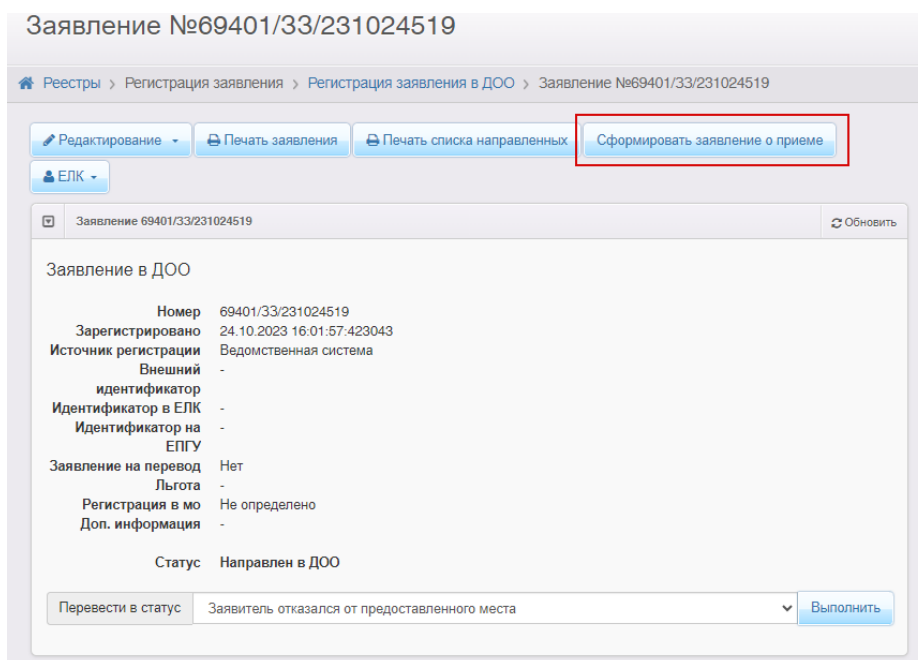 Заявление №69401/33/231024519
Реестры > Регистрация заявления > Регистрация заявления в ДОО > Заявление №69401/33/231024519
Редактирование Печать заявления Печать списка направленных Сформировать заявление о приеме
ЕЛК
Заявление 69401/33/231024519 Обновить
Заявление в ДОО
Номер 69401/33/231024519
Зарегистрировано 24.10.2023 16:01:57:423043
Источник регистрации Ведомственная система
Внешний -
идентификатор
Идентификатор в ЕЛК -
Идентификатор на -
ЕПГУ
Заявление на перевод Нет
Льгота -
Регистрация в мо Не определено
Доп. информация -
Статус Направлен в ДОО
Перевести в статус Заявитель отказался от предоставленного места Выполнить